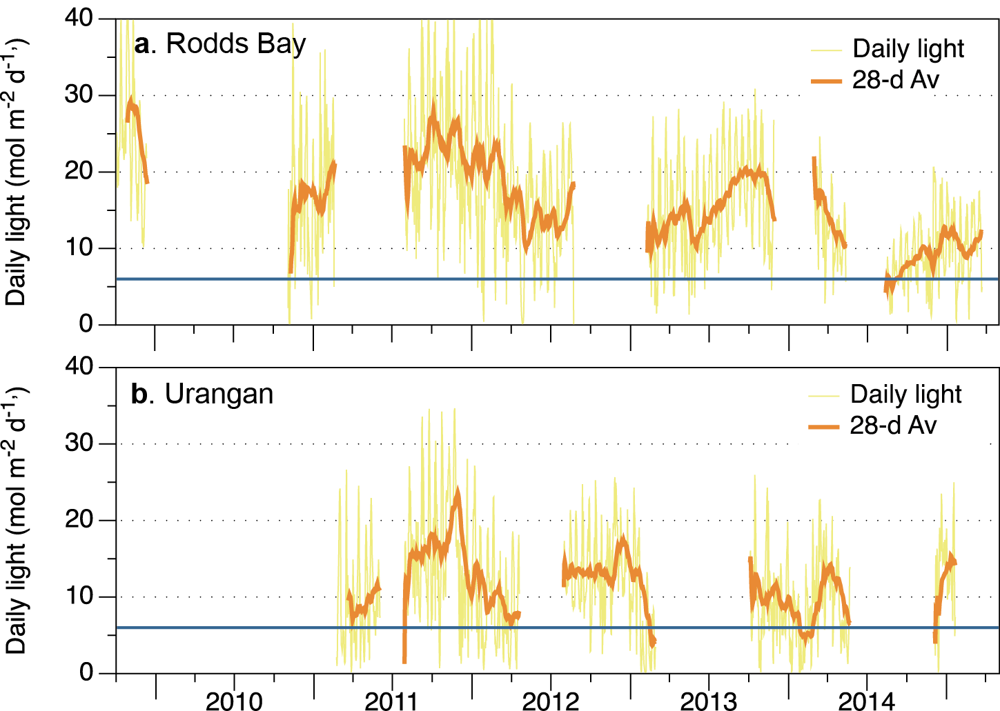 40
a. Rodds Bay
Daily light
28-d Av
30
20
10
0
Daily light (mol m-2 d-1,)
40
b. Urangan
Daily light
28-d Av
30
20
10
0
Daily light (mol m-2 d-1,)
2010 2011 2012 2013 2014